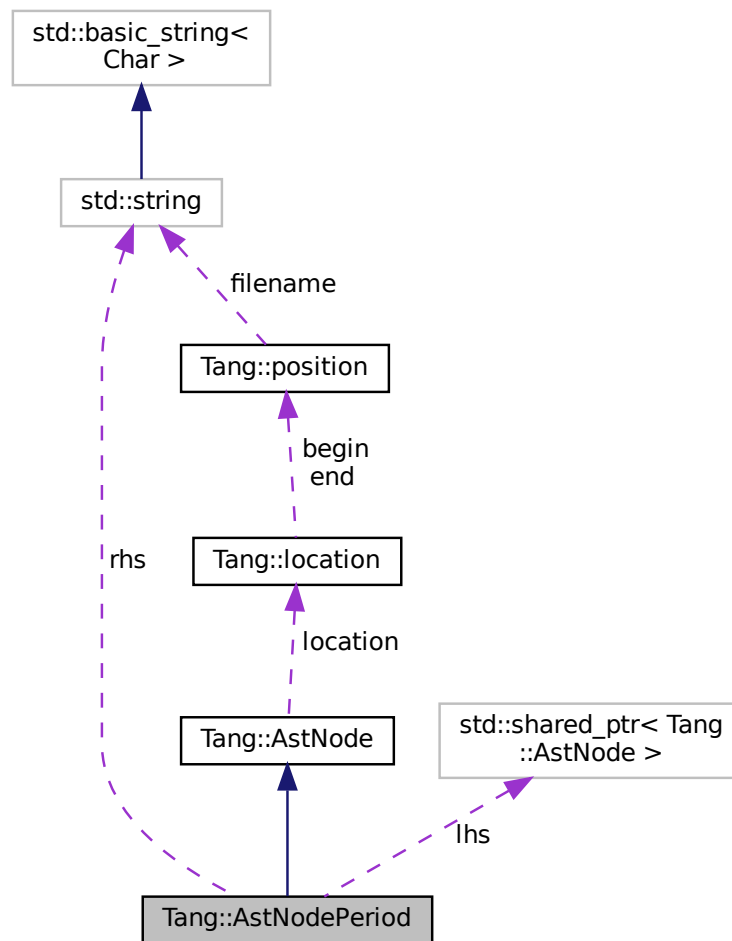 std::basic_string<
Char >
std::string
filename
Tang::position
begin
end
rhs
Tang::location
location
Tang::AstNode
std::shared_ptr< Tang
::AstNode >
lhs
Tang::AstNodePeriod